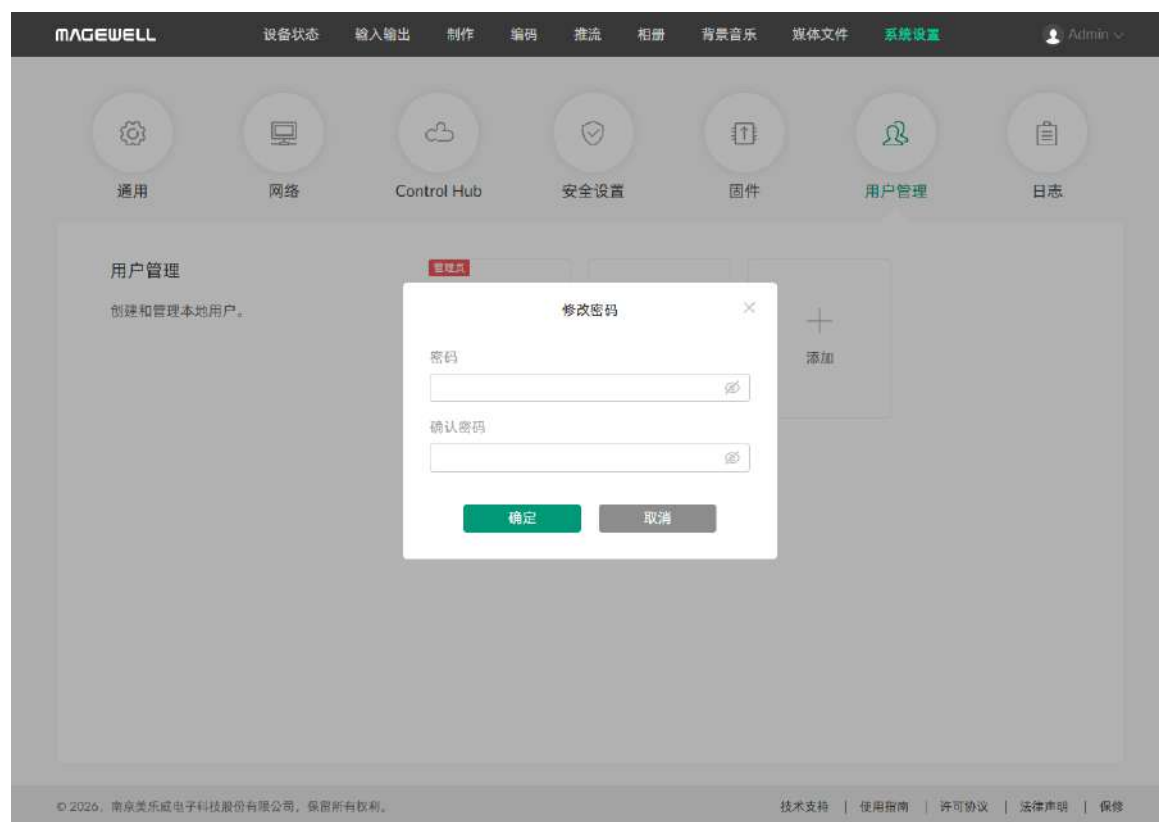 MAGEWELL 设备状态 输入输出 制作 编码 推流 相册 背景音乐 媒体文件 系统设置 Admin
通用 网络 Control Hub 安全设置 固件 用户管理 日志
用户管理
管理员
创建和管理本地用户。
修改密码
添加
密码
确认密码
确定 取消
© 2026, 南京美乐威电子科技股份有限公司, 保留所有权利。 技术支持 | 使用指南 | 许可协议 | 法律声明 | 保修